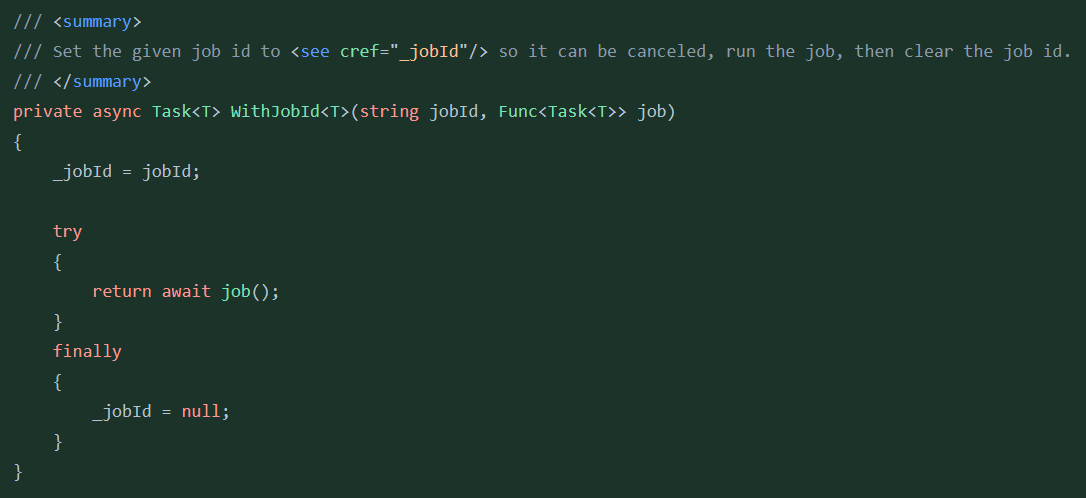 /// <summary>
/// Set the given job id to <see cref="_jobId"/> so it can be canceled, run the job, then clear the job id.
/// </summary>
private async Task<T> WithJobId<T>(string jobId, Func<Task<T>> job)
{
    _jobId = jobId;

    try
    {
        return await job();
    }
    finally
    {
        _jobId = null;
    }
}